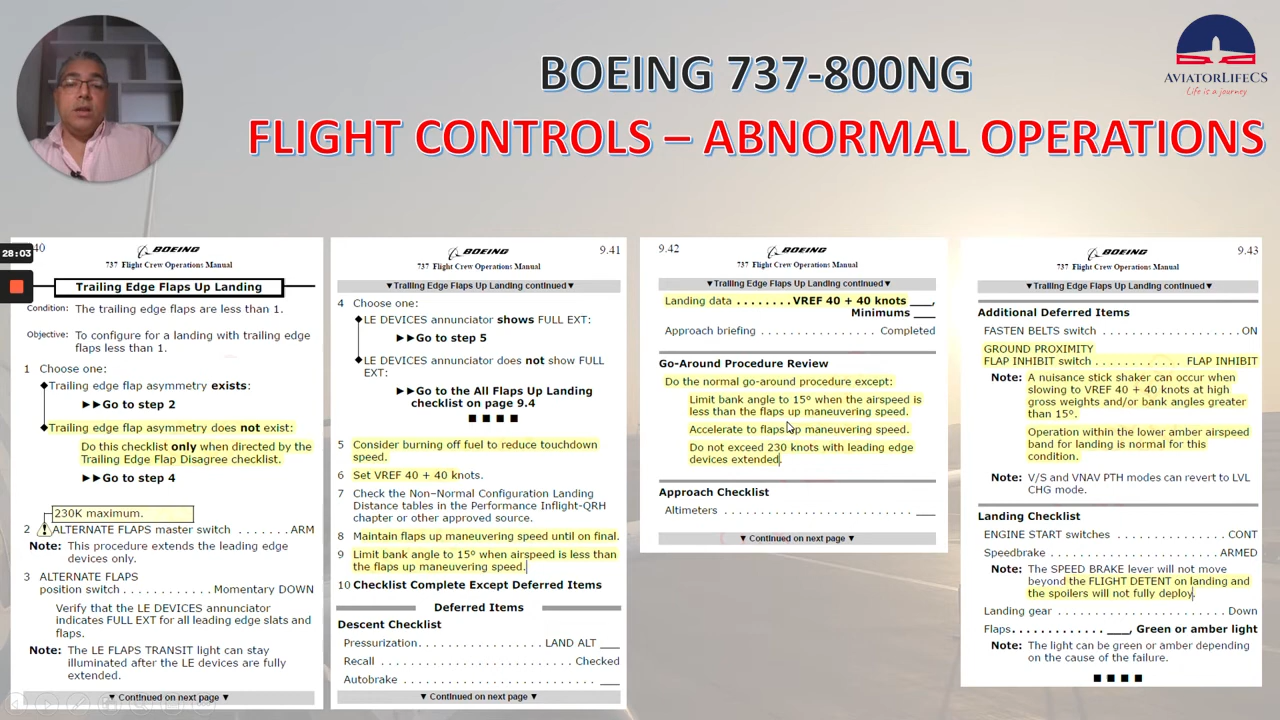 BOEING 737-800NG
FLIGHT CONTROLS – ABNORMAL OPERATIONS
AVIATORLIFECS
Life is a journey
28:03
40
BOEING
737 Flight Crew Operations Manual
Trailing Edge Flaps Up Landing
Condition: The trailing edge flaps are less than 1.
Objective: To configure for a landing with trailing edge
flaps less than 1.
1 Choose one:
◆Trailing edge flap asymmetry exists:
▶▶Go to step 2
◆Trailing edge flap asymmetry does not exist:
Do this checklist only when directed by the
Trailing Edge Flap Disagree checklist.
▶▶Go to step 4
230K maximum.
2 ALTERNATE FLAPS master switch . . . . . . . ARM
Note: This procedure extends the leading edge
devices only.
3 ALTERNATE FLAPS
position switch . . . . . . . . . . . . Momentary DOWN
Verify that the LE DEVICES annunciator
indicates FULL EXT for all leading edge slats and
flaps.
Note: The LE FLAPS TRANSIT light can stay
illuminated after the LE devices are fully
extended.
▼ Continued on next page ▼
BOEING
9.41
737 Flight Crew Operations Manual
▼Trailing Edge Flaps Up Landing continued▼
4 Choose one:
◆LE DEVICES annunciator shows FULL EXT:
▶▶Go to step 5
◆LE DEVICES annunciator does not show FULL
EXT:
▶▶Go to the All Flaps Up Landing
checklist on page 9.4
■ ■ ■ ■
5 Consider burning off fuel to reduce touchdown
speed.
6 Set VREF 40 + 40 knots.
7 Check the Non–Normal Configuration Landing
Distance tables in the Performance Inflight-QRH
chapter or other approved source.
8 Maintain flaps up maneuvering speed until on final.
9 Limit bank angle to 15º when airspeed is less than
the flaps up maneuvering speed.
10 Checklist Complete Except Deferred Items
Deferred Items
Descent Checklist
Pressurization. . . . . . . . . . . . . . . . . LAND ALT ___
Recall . . . . . . . . . . . . . . . . . . . . . . . . . Checked
Autobrake . . . . . . . . . . . . . . . . . . . . . . . . . ___
▼ Continued on next page ▼
9.42
BOEING
737 Flight Crew Operations Manual
▼Trailing Edge Flaps Up Landing continued▼
Landing data . . . . . . . . VREF 40 + 40 knots ___,
Minimums ___
Approach briefing . . . . . . . . . . . . . . . . Completed
Go-Around Procedure Review
Do the normal go-around procedure except:
Limit bank angle to 15º when the airspeed is
less than the flaps up maneuvering speed.
Accelerate to flaps up maneuvering speed.
Do not exceed 230 knots with leading edge
devices extended.
Approach Checklist
Altimeters . . . . . . . . . . . . . . . . . . . . . . . . . ___
▼ Continued on next page ▼
BOEING
9.43
737 Flight Crew Operations Manual
▼Trailing Edge Flaps Up Landing continued▼
Additional Deferred Items
FASTEN BELTS switch . . . . . . . . . . . . . . . . . . ON
GROUND PROXIMITY
FLAP INHIBIT switch . . . . . . . . . . . FLAP INHIBIT
Note: A nuisance stick shaker can occur when
slowing to VREF 40 + 40 knots at high
gross weights and/or bank angles greater
than 15º.
Operation within the lower amber airspeed
band for landing is normal for this
condition.
Note: V/S and VNAV PTH modes can revert to LVL
CHG mode.
Landing Checklist
ENGINE START switches . . . . . . . . . . . . . . CONT
Speedbrake . . . . . . . . . . . . . . . . . . . . . . ARMED
Note: The SPEED BRAKE lever will not move
beyond the FLIGHT DETENT on landing and
the spoilers will not fully deploy.
Landing gear . . . . . . . . . . . . . . . . . . . . . . Down
Flaps. . . . . . . . . . . . ___, Green or amber light
Note: The light can be green or amber depending
on the cause of the failure.
■ ■ ■ ■